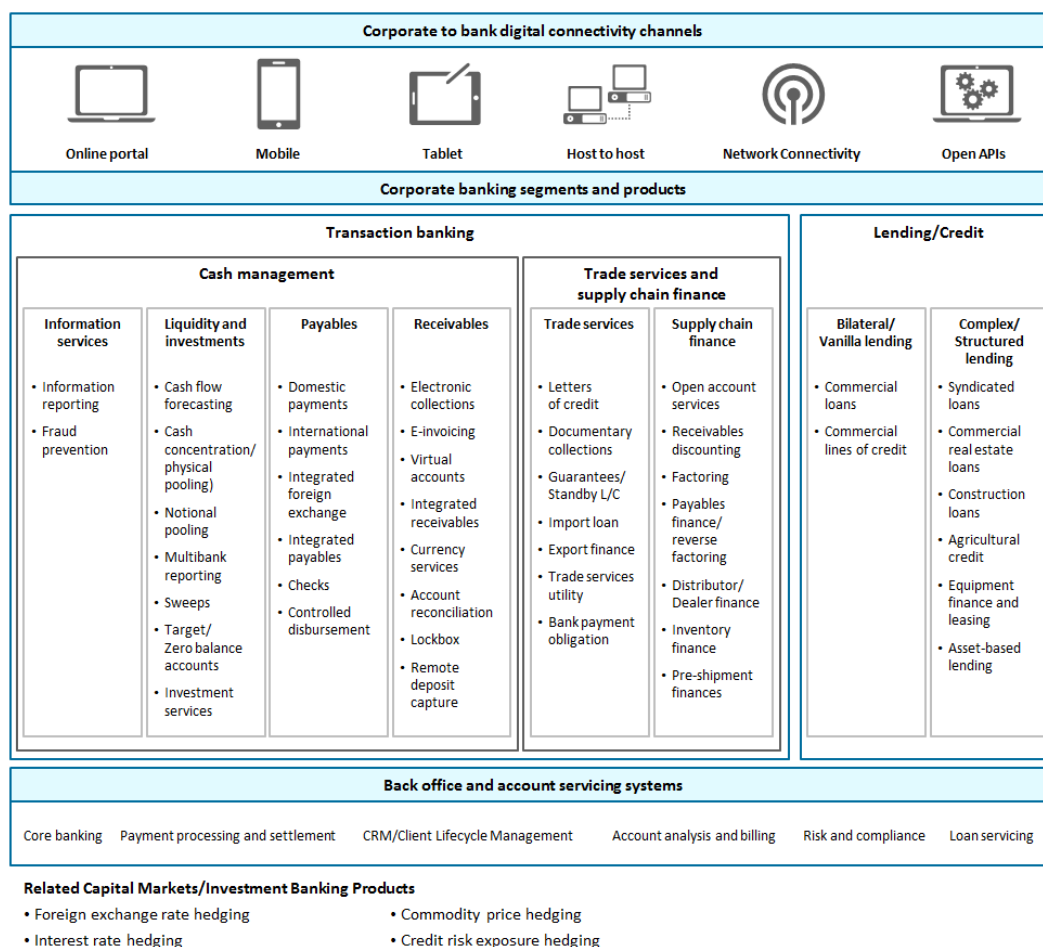 Corporate to bank digital connectivity channels
Online portal
Mobile
Tablet
Host to host
Network Connectivity
Open APIs
Corporate banking segments and products
Transaction banking
Cash management
Information
services
• Information
reporting
• Fraud
prevention
Liquidity and
investments
• Cash flow
forecasting
• Cash
concentration/
physical
pooling)
• Notional
pooling
• Multibank
reporting
• Sweeps
• Target/
Zero balance
accounts
• Investment
services
Payables
• Domestic
payments
• International
payments
• Integrated
foreign
exchange
• Integrated
payables
• Checks
• Controlled
disbursement
Receivables
• Electronic
collections
• E-invoicing
• Virtual
accounts
• Integrated
receivables
• Currency
services
• Account
reconciliation
• Lockbox
• Remote
deposit
capture
Trade services and
supply chain finance
Trade services
• Letters
of credit
• Documentary
collections
• Guarantees/
Standby L/C
• Import loan
• Export finance
• Trade services
utility
• Bank payment
obligation
Supply chain
finance
• Open account
services
• Receivables
discounting
• Factoring
• Payables
finance/
reverse
factoring
• Distributor/
Dealer finance
• Inventory
finance
• Pre-shipment
finances
Lending/Credit
Bilateral/
Vanilla lending
• Commercial
loans
• Commercial
lines of credit
Complex/
Structured
lending
• Syndicated
loans
• Commercial
real estate
loans
• Construction
loans
• Agricultural
credit
• Equipment
finance and
leasing
• Asset-based
lending
Back office and account servicing systems
Core banking
Payment processing and settlement
CRM/Client Lifecycle Management
Account analysis and billing
Risk and compliance
Loan servicing
Related Capital Markets/Investment Banking Products
• Foreign exchange rate hedging
• Interest rate hedging
• Commodity price hedging
• Credit risk exposure hedging